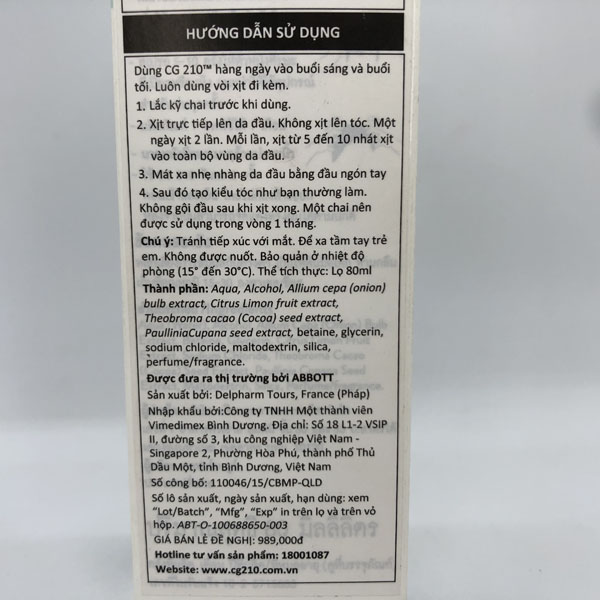 HƯỚNG DẪN SỬ DỤNG
Dùng CG 210™ hàng ngày vào buổi sáng và buổi
tối. Luôn dùng vòi xịt đi kèm.
1. Lắc kỹ chai trước khi dùng.
2. Xịt trực tiếp lên da đầu. Không xịt lên tóc. Một
ngày xịt 2 lần. Mỗi lần, xịt từ 5 đến 10 nhát xịt
vào toàn bộ vùng da đầu.
3. Mát xa nhẹ nhàng da đầu bằng đầu ngón tay
4. Sau đó tạo kiểu tóc như bạn thường làm.
Không gội đầu sau khi xịt xong. Một chai nên
được sử dụng trong vòng 1 tháng.
Chú ý: Tránh tiếp xúc với mắt. Để xa tầm tay trẻ
em. Không được nuốt. Bảo quản ở nhiệt độ
phòng (15° đến 30°C). Thể tích thực: Lọ 80ml
Thành phần: Aqua, Alcohol, Allium cepa (onion)
bulb extract, Citrus Limon fruit extract,
Theobroma cacao (Cocoa) seed extract,
PaulliniaCupana seed extract, betaine, glycerin,
sodium chloride, maltodextrin, silica,
perfume/fragrance.
Được đưa ra thị trường bởi ABBOTT
Sản xuất bởi: Delpharm Tours, France (Pháp)
Nhập khẩu bởi:Công ty TNHH Một thành viên
Vimedimex Bình Dương. Địa chỉ: Số 18 L1-2 VSIP
II, đường số 3, khu công nghiệp Việt Nam -
Singapore 2, Phường Hòa Phú, thành phố Thủ
Dầu Một, tỉnh Bình Dương, Việt Nam
Số công bố: 110046/15/CBMP-QLD
Số lô sản xuất, ngày sản xuất, hạn dùng: xem
"Lot/Batch", "Mfg", "Exp" in trên lọ và trên vỏ
hộp. ABT-O-100688650-003
GIÁ BÁN LẺ ĐỀ NGHỊ: 989,000đ
Hotline tư vấn sản phẩm: 18001087
Website: www.cg210.com.vn